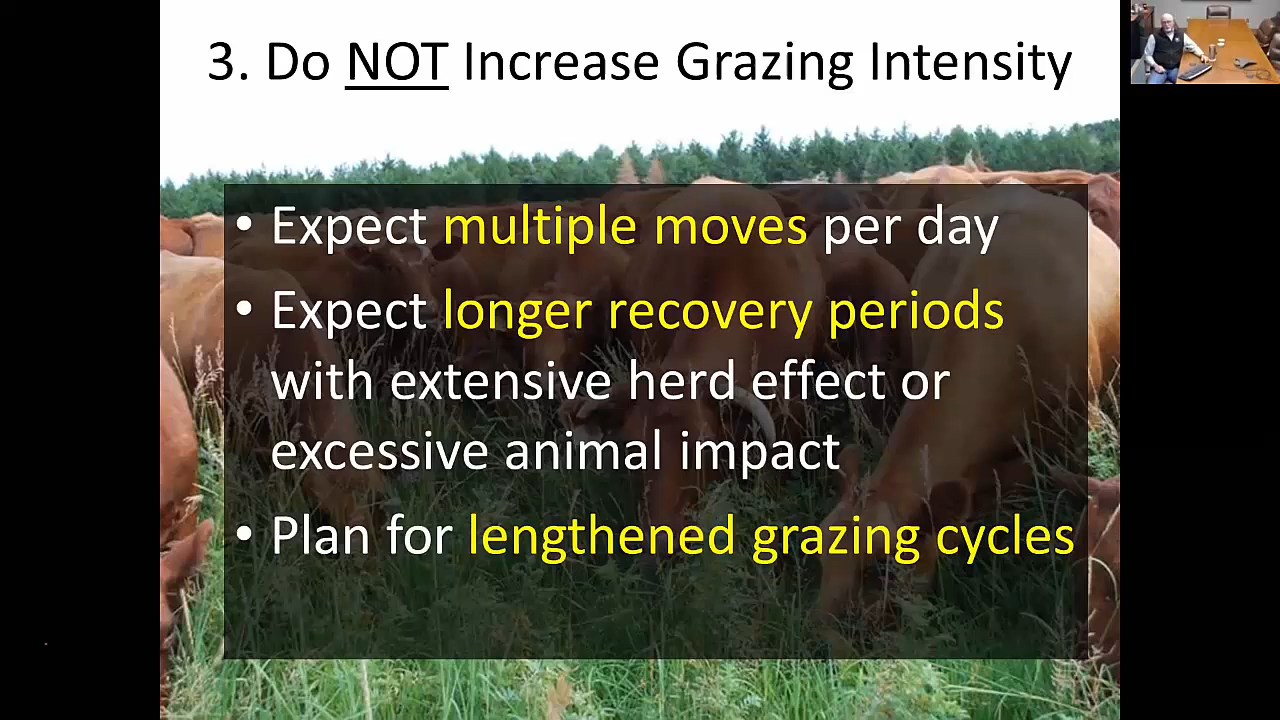 3. Do NOT Increase Grazing Intensity
• Expect multiple moves per day
• Expect longer recovery periods
with extensive herd effect or
excessive animal impact
• Plan for lengthened grazing cycles